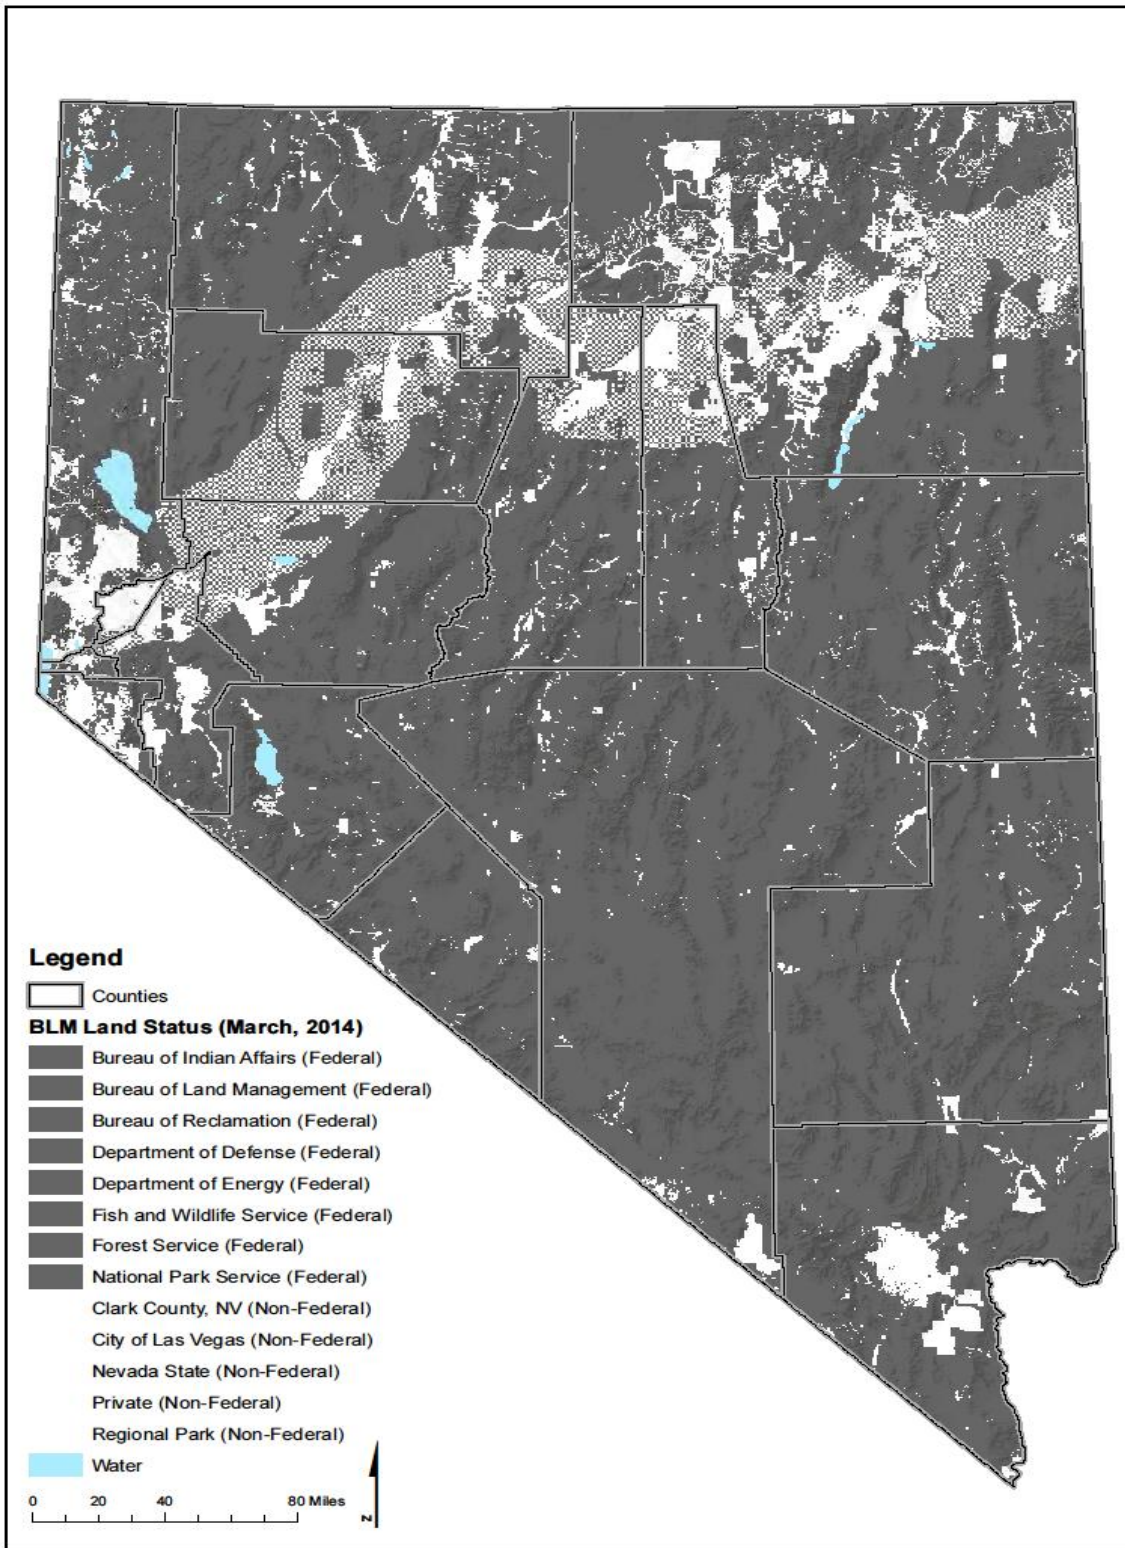 Legend
Counties
BLM Land Status (March, 2014)
Bureau of Indian Affairs (Federal)
Bureau of Land Management (Federal)
Bureau of Reclamation (Federal)
Department of Defense (Federal)
Department of Energy (Federal)
Fish and Wildlife Service (Federal)
Forest Service (Federal)
National Park Service (Federal)
Clark County, NV (Non-Federal)
City of Las Vegas (Non-Federal)
Nevada State (Non-Federal)
Private (Non-Federal)
Regional Park (Non-Federal)
Water
0 20 40 80 Miles
N